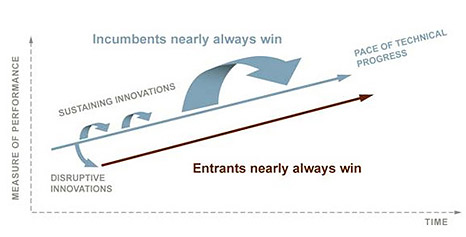 Incumbents nearly always win
PACE OF TECHNICAL
PROGRESS
SUSTAINING INNOVATIONS
MEASURE OF PERFORMANCE
DISRUPTIVE
INNOVATIONS
Entrants nearly always win
TIME